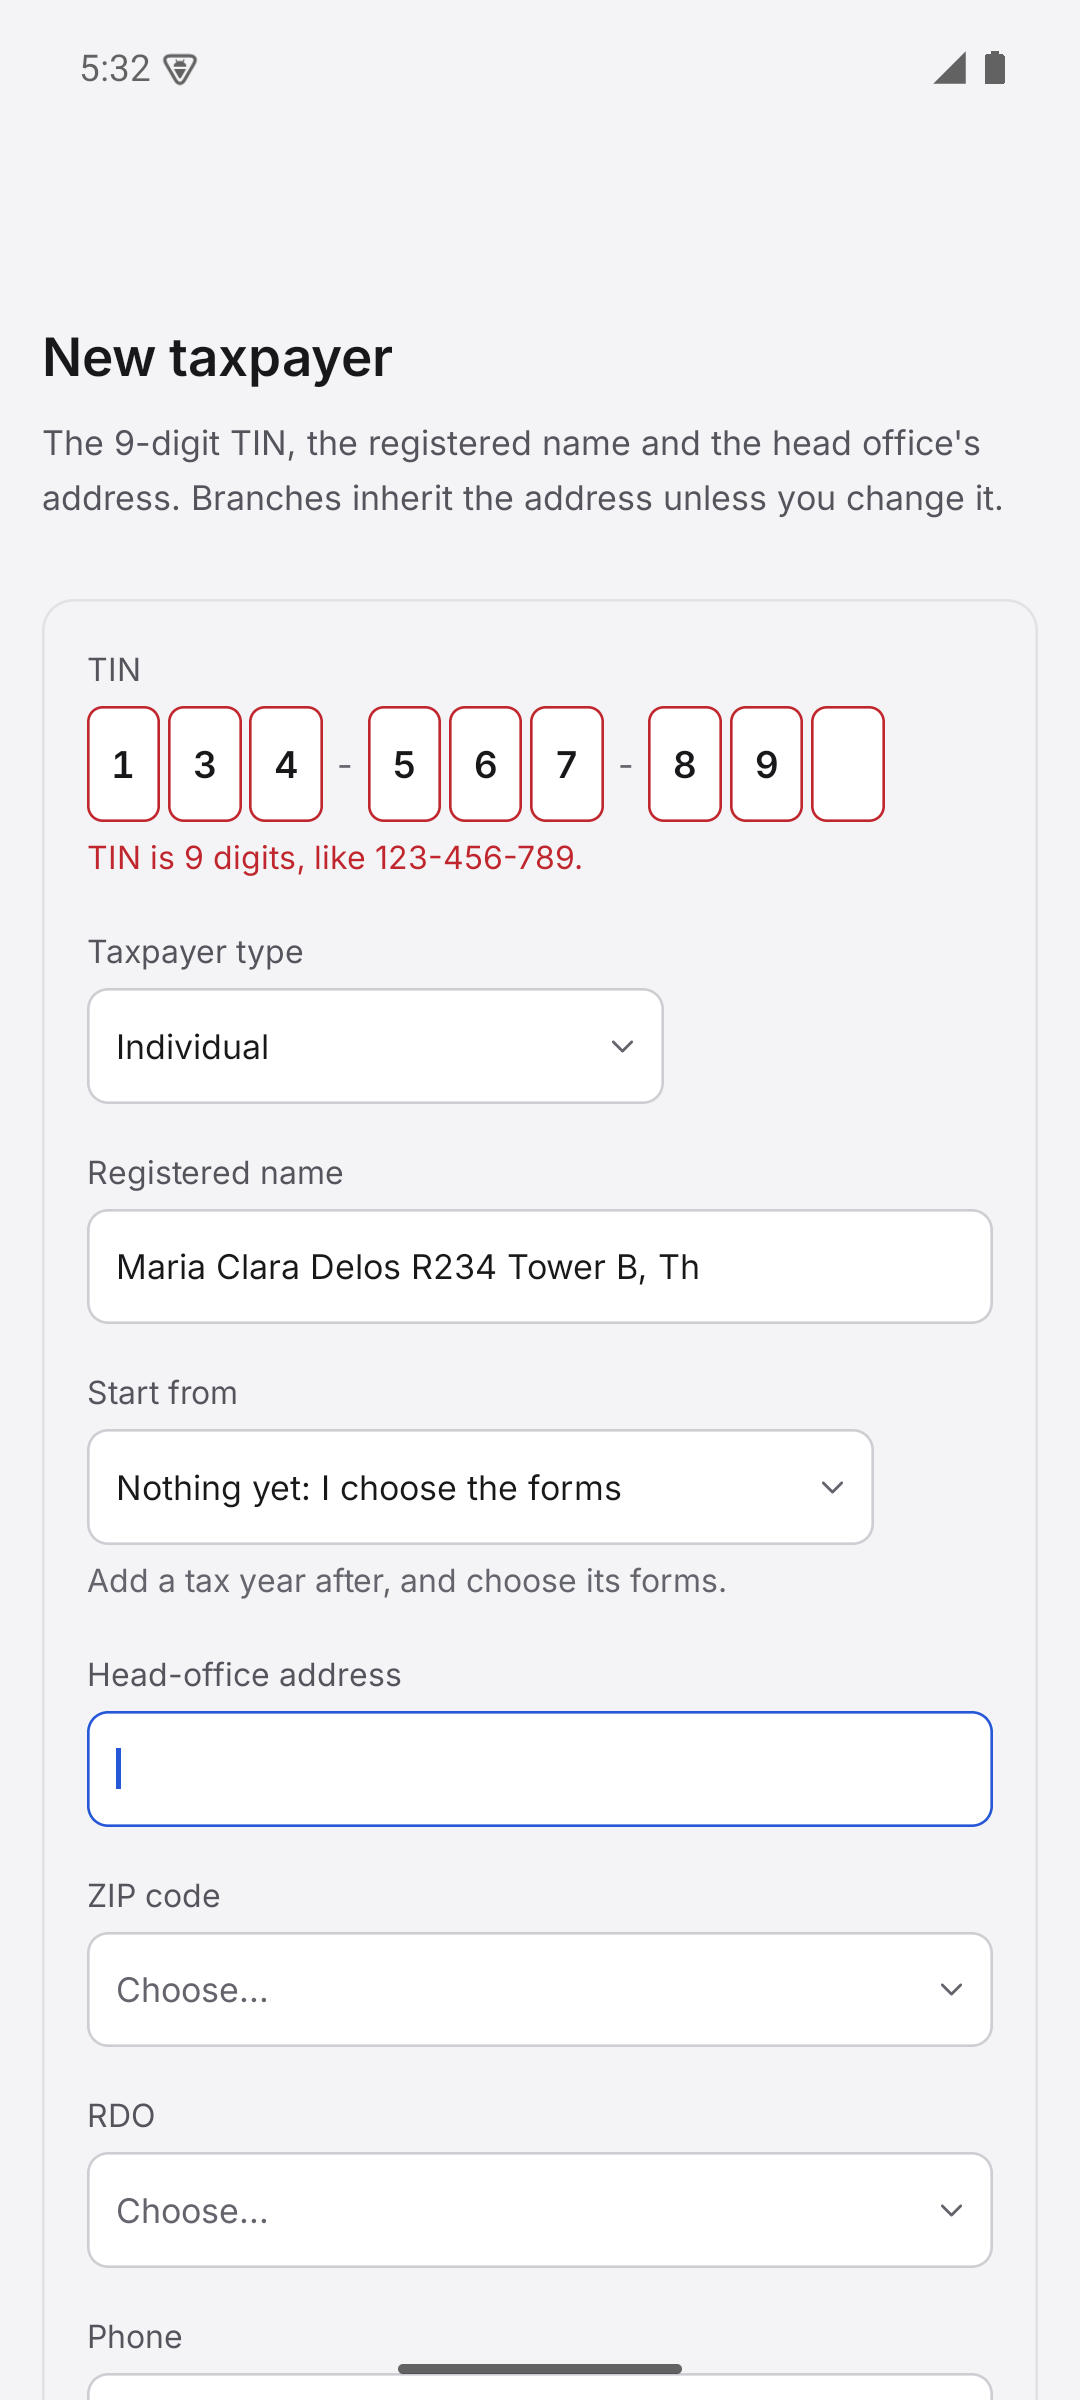 5:32
New taxpayer
The 9-digit TIN, the registered name and the head office's
address. Branches inherit the address unless you change it.
TIN
1 3 4 - 5 6 7 - 8 9
TIN is 9 digits, like 123-456-789.
Taxpayer type
Individual
Registered name
Maria Clara Delos R234 Tower B, Th
Start from
Nothing yet: I choose the forms
Add a tax year after, and choose its forms.
Head-office address
ZIP code
Choose...
RDO
Choose...
Phone